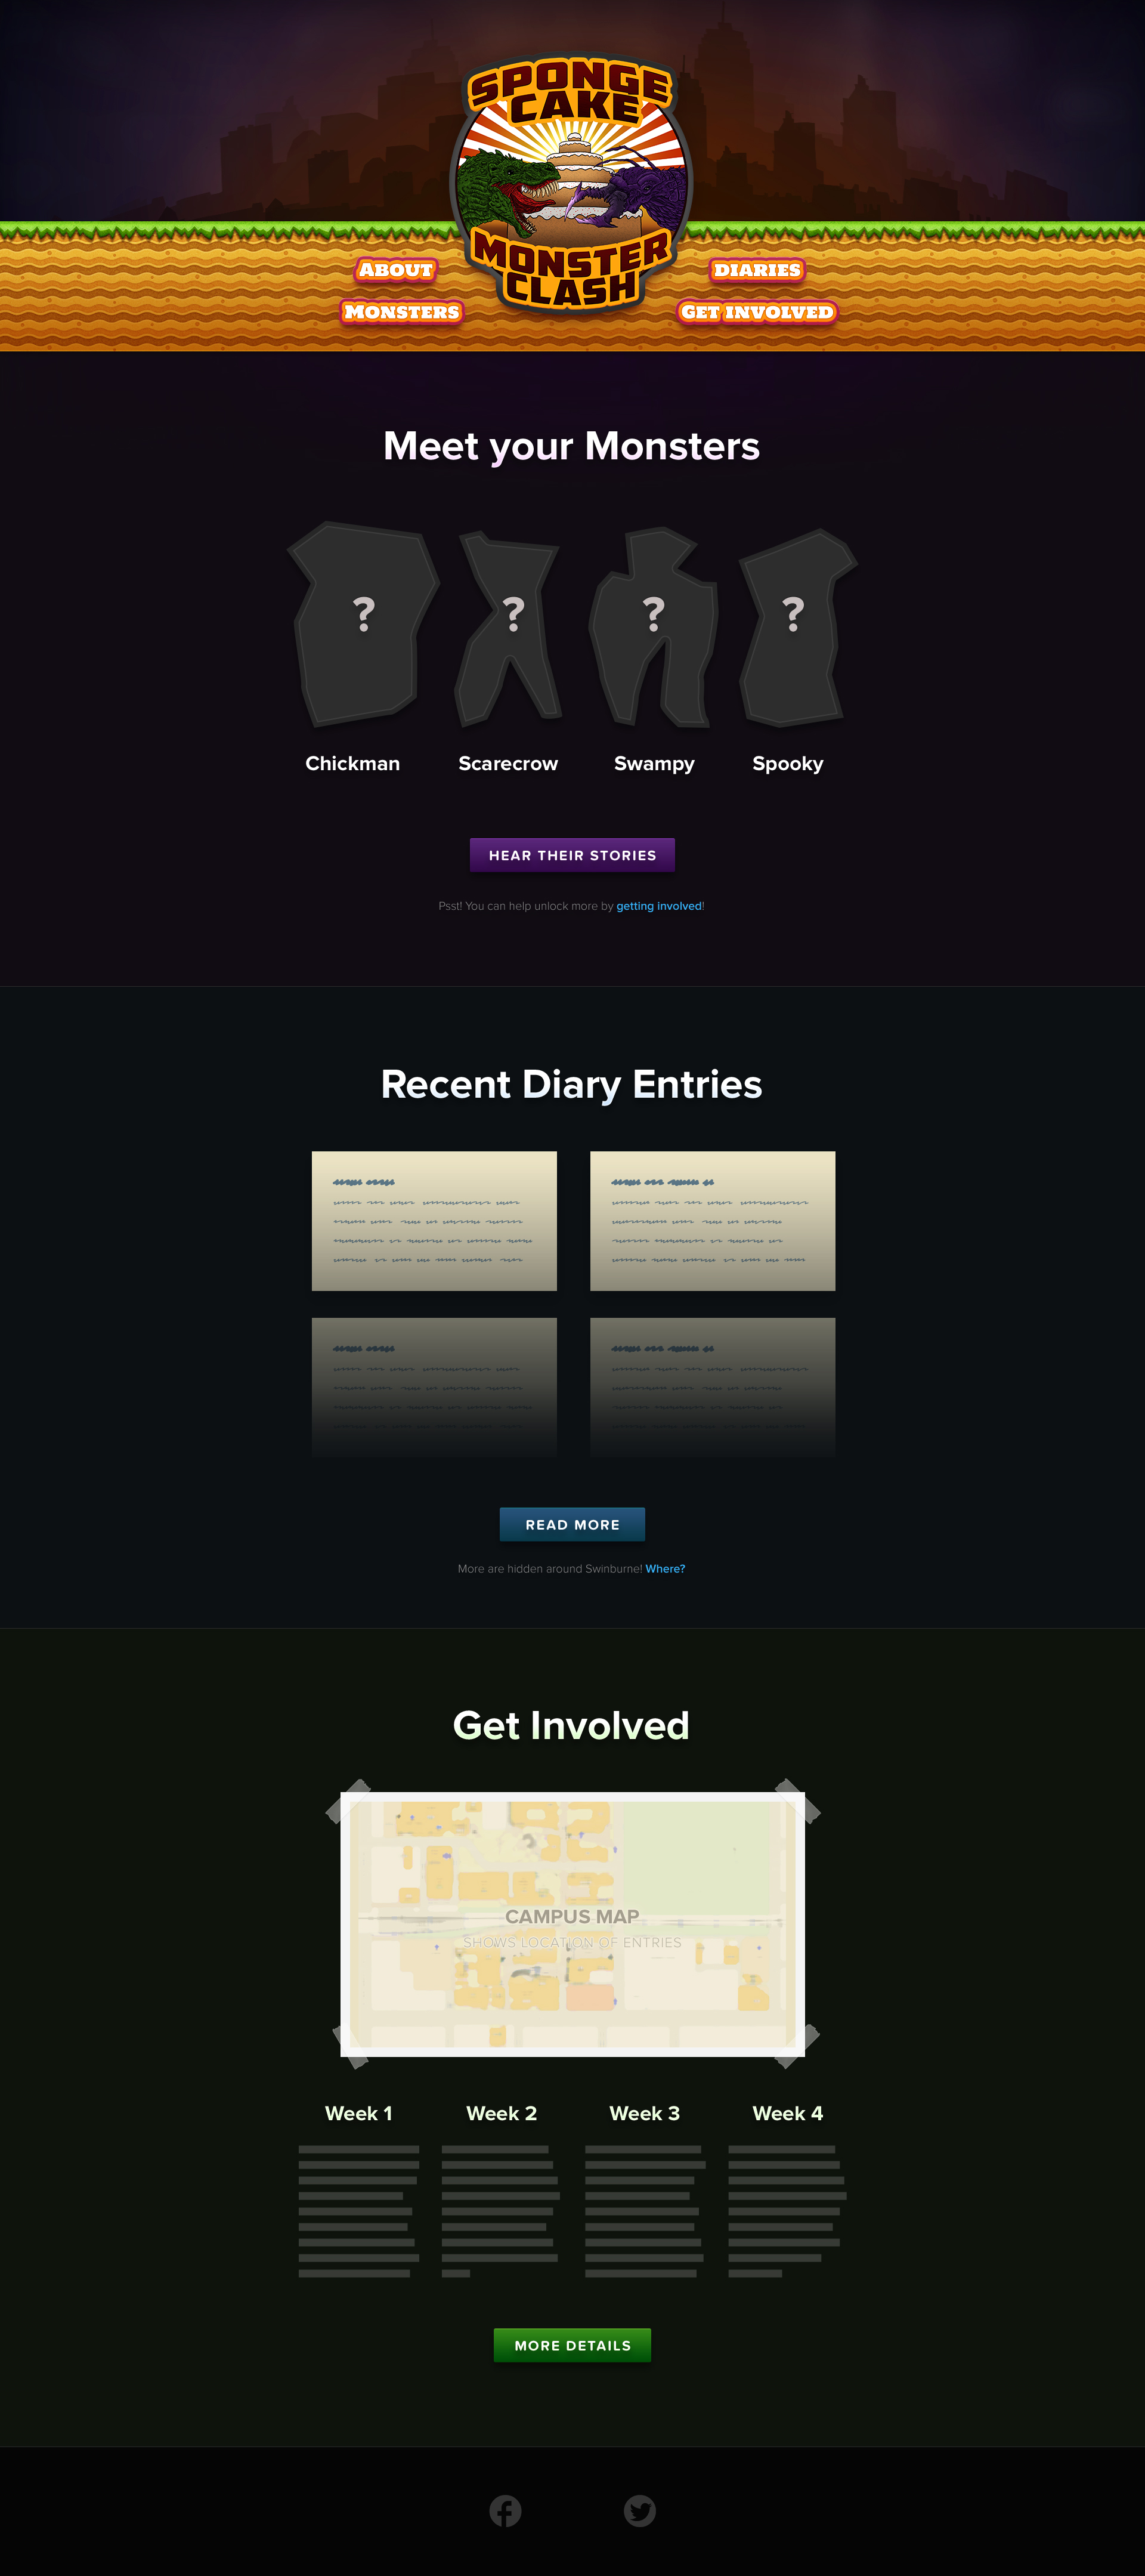 SPONGE
CAKE
MONSTER
CLASH
ABOUT
DIARIES
MONSTERS
GET INVOLVED
Meet your Monsters
? ? ? ?
Chickman Scarecrow Swampy Spooky
HEAR THEIR STORIES
Psst! You can help unlock more by getting involved!
Recent Diary Entries
READ MORE
More are hidden around Swinburne! Where?
Get Involved
CAMPUS MAP
SHOWS LOCATION OF ENTRIES
Week 1 Week 2 Week 3 Week 4
MORE DETAILS